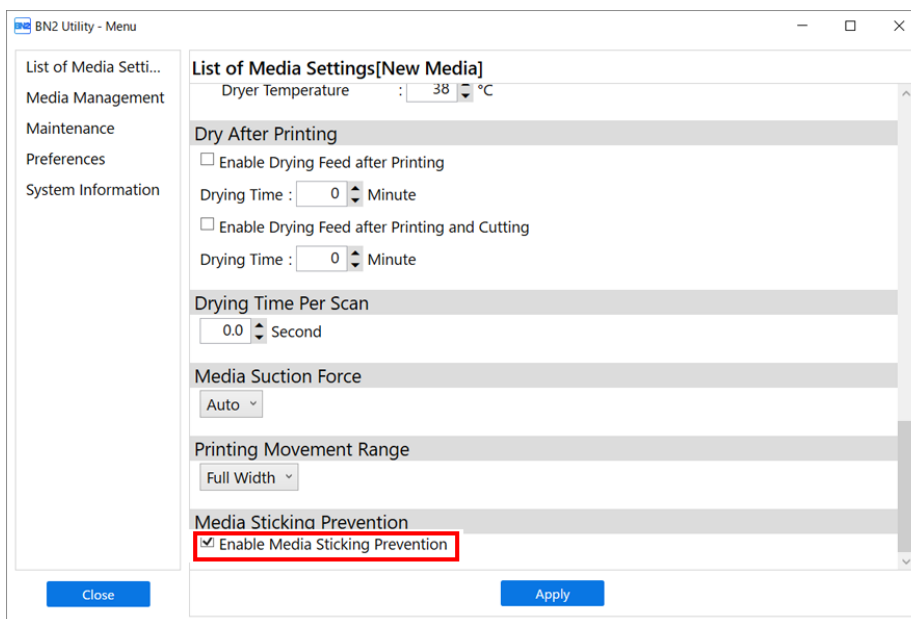 BN2 BN2 Utility - Menu
List of Media Setti...
Media Management
Maintenance
Preferences
System Information
Close
List of Media Settings[New Media]
Dryer Temperature : 38 °C
Dry After Printing
Enable Drying Feed after Printing
Drying Time : 0 Minute
Enable Drying Feed after Printing and Cutting
Drying Time : 0 Minute
Drying Time Per Scan
0.0 Second
Media Suction Force
Auto
Printing Movement Range
Full Width
Media Sticking Prevention
Enable Media Sticking Prevention
Apply